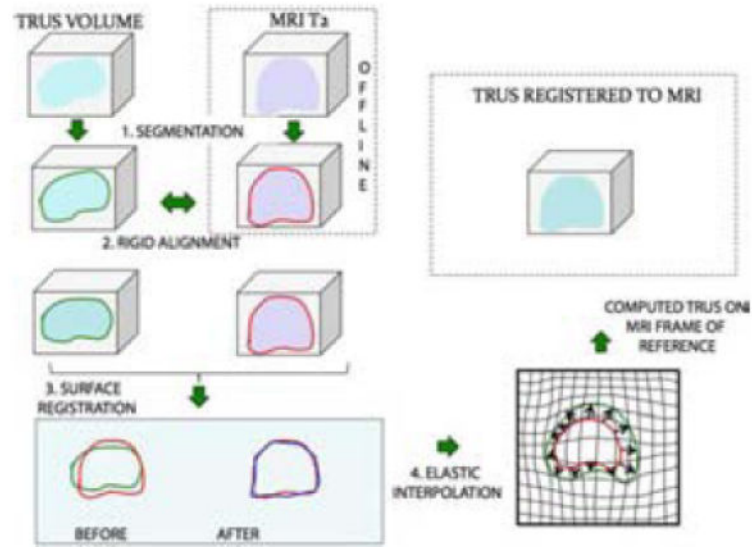 TRUS VOLUME
MRI T2
OFFLINE
1. SEGMENTATION
2. RIGID ALIGNMENT
TRUS REGISTERED TO MRI
3. SURFACE
REGISTRATION
BEFORE
AFTER
4. ELASTIC
INTERPOLATION
COMPUTED TRUS ON
MRI FRAME OF
REFERENCE